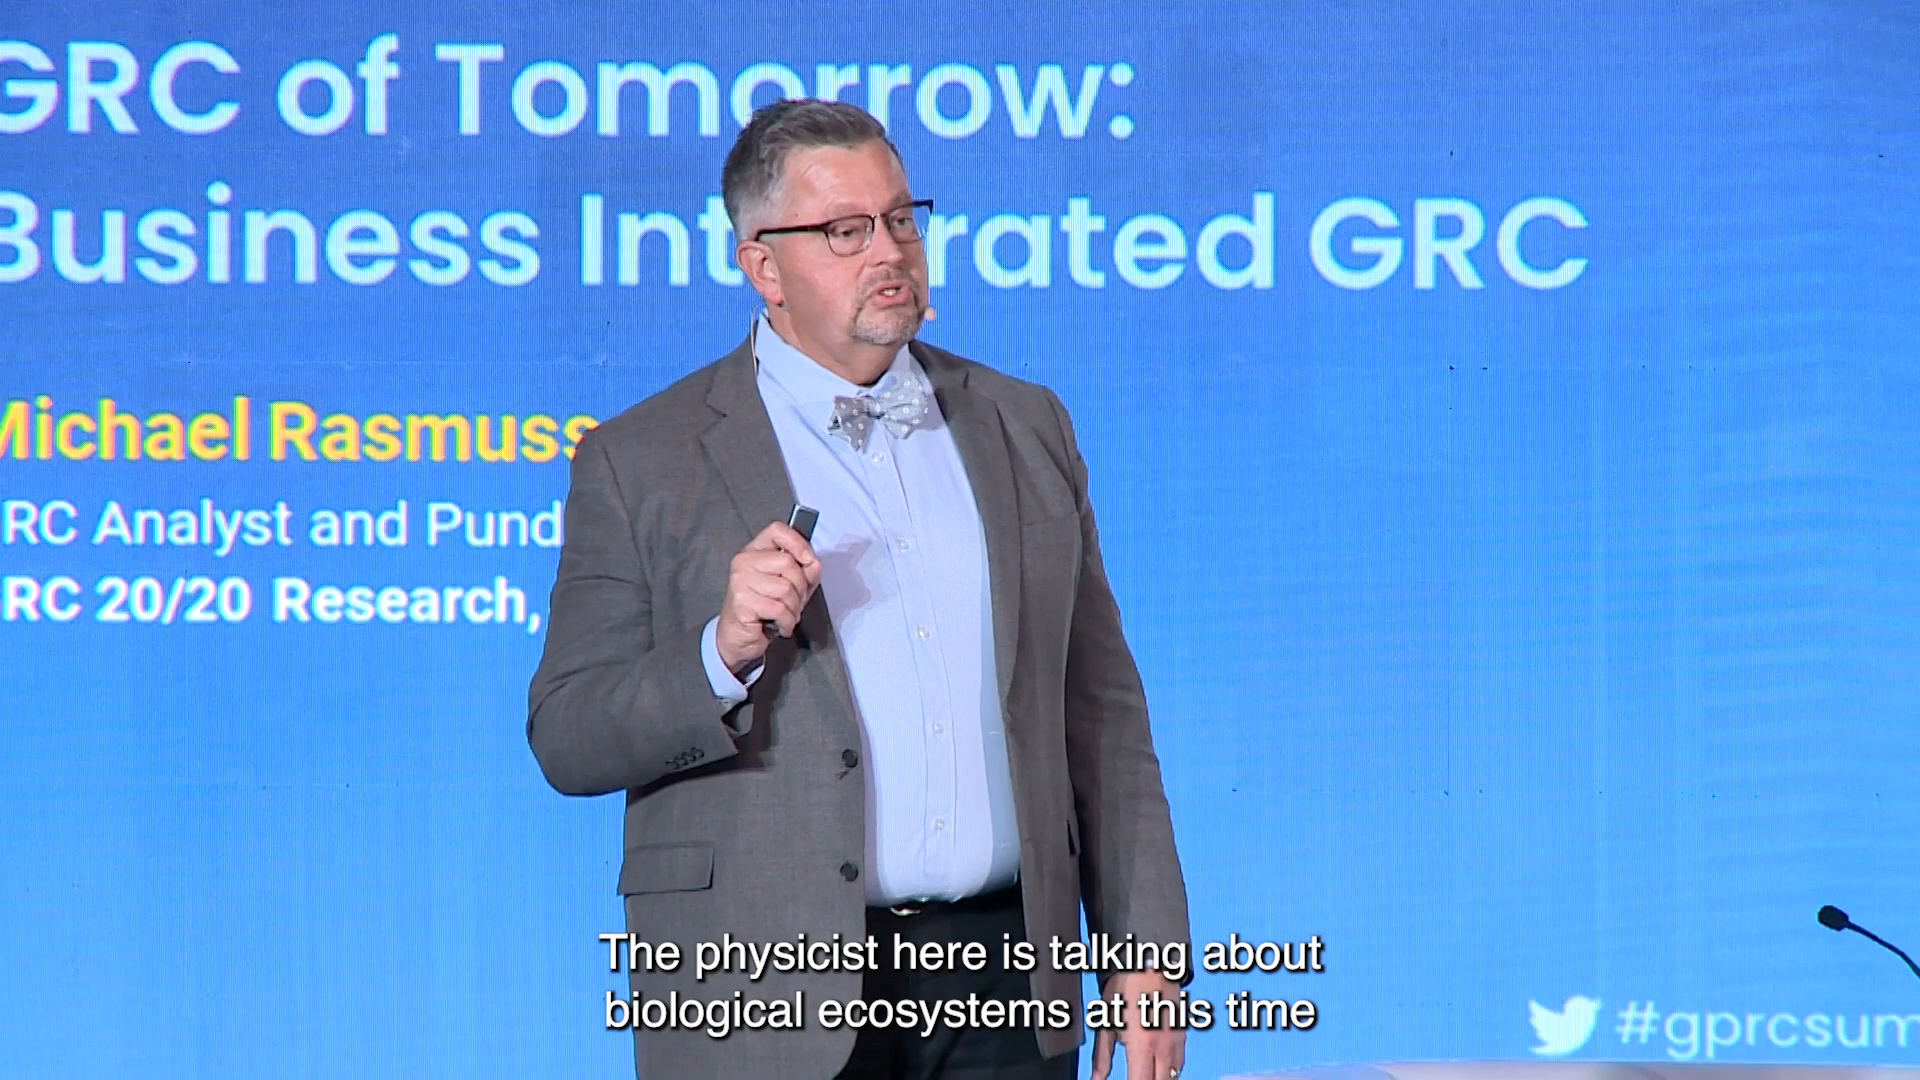 GRC of Tomorrow:
Business Int rated GRC
Michael Rasmuss
RC Analyst and Pund
RC 20/20 Research,
The physicist here is talking about
biological ecosystems at this time
#gprcsum